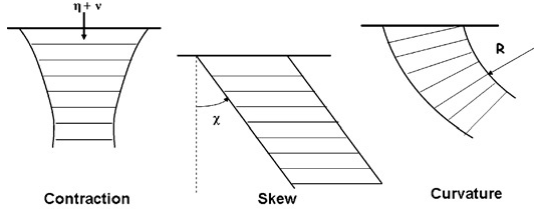 η + ν
χ
R
Contraction
Skew
Curvature